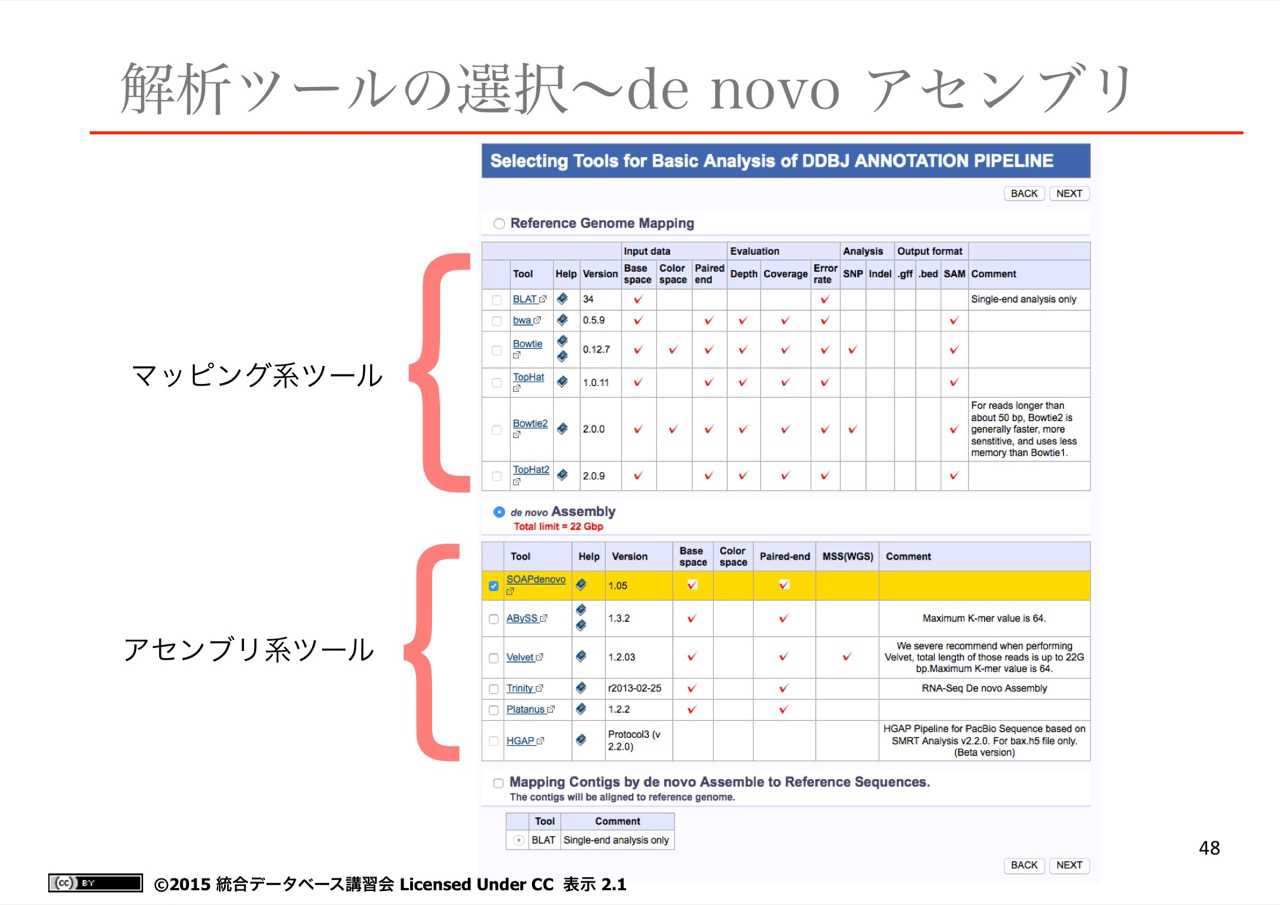 解析ツールの選択〜de novo アセンブリ
Selecting Tools for Basic Analysis of DDBJ ANNOTATION PIPELINE
BACK NEXT
Reference Genome Mapping
Input data Evaluation Analysis Output format
Tool Help Version Base space Color space Paired end Depth Coverage Error rate SNP Indel .gff .bed SAM Comment
BLAT 34 Single-end analysis only
bwa 0.5.9
Bowtie 0.12.7
TopHat 1.0.11
マッピング系ツール
Bowtie2 2.0.0 For reads longer than
about 50 bp, Bowtie2 is
generally faster, more
senstitive, and uses less
memory than Bowtie1.
TopHat2 2.0.9
de novo Assembly
Total limit = 22 Gbp
Tool Help Version Base space Color space Paired-end MSS(WGS) Comment
SOAPdenovo 1.05
ABySS 1.3.2 Maximum K-mer value is 64.
アセンブリ系ツール
Velvet 1.2.03 We severe recommend when performing
Velvet, total length of those reads is up to 22G
bp.Maximum K-mer value is 64.
Trinity r2013-02-25 RNA-Seq De novo Assembly
Platanus 1.2.2
HGAP Protocol3 (v 2.2.0) HGAP Pipeline for PacBio Sequence based on
SMRT Analysis v2.2.0. For bax.h5 file only.
(Beta version)
Mapping Contigs by de novo Assemble to Reference Sequences.
The contigs will be aligned to reference genome.
Tool Comment
BLAT Single-end analysis only
BACK NEXT
48
cc BY
©2015 統合データベース講習会 Licensed Under CC 表示 2.1